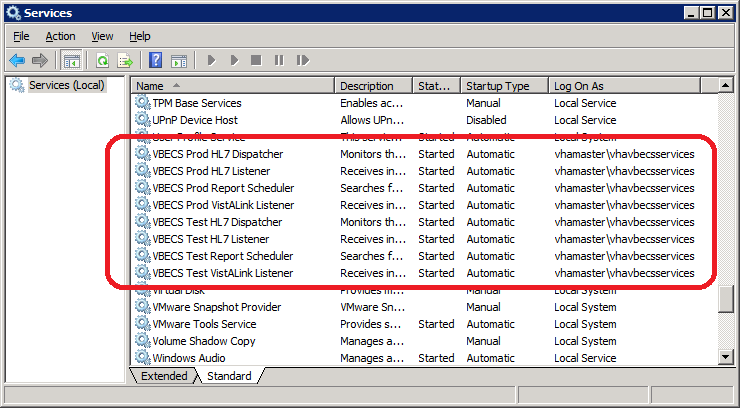 Services
File Action View Help
Services (Local)
Name Description Stat... Startup Type Log On As
TPM Base Services Enables ac... Manual Local Service
UPnP Device Host Allows UPn... Disabled Local Service
User Profile Service This servic... Started Automatic Local System
VBECS Prod HL7 Dispatcher Monitors th... Started Automatic vhamaster\vhavbecsservices
VBECS Prod HL7 Listener Receives in... Started Automatic vhamaster\vhavbecsservices
VBECS Prod Report Scheduler Searches f... Started Automatic vhamaster\vhavbecsservices
VBECS Prod VistALink Listener Receives in... Started Automatic vhamaster\vhavbecsservices
VBECS Test HL7 Dispatcher Monitors th... Started Automatic vhamaster\vhavbecsservices
VBECS Test HL7 Listener Receives in... Started Automatic vhamaster\vhavbecsservices
VBECS Test Report Scheduler Searches f... Started Automatic vhamaster\vhavbecsservices
VBECS Test VistALink Listener Receives in... Started Automatic vhamaster\vhavbecsservices
Virtual Disk Provides m... Manual Local System
VMware Snapshot Provider VMware Sn... Manual Local System
VMware Tools Service Provides s... Started Automatic Local System
Volume Shadow Copy Manages a... Manual Local System
Windows Audio Manages a... Started Automatic Local Service
Extended Standard